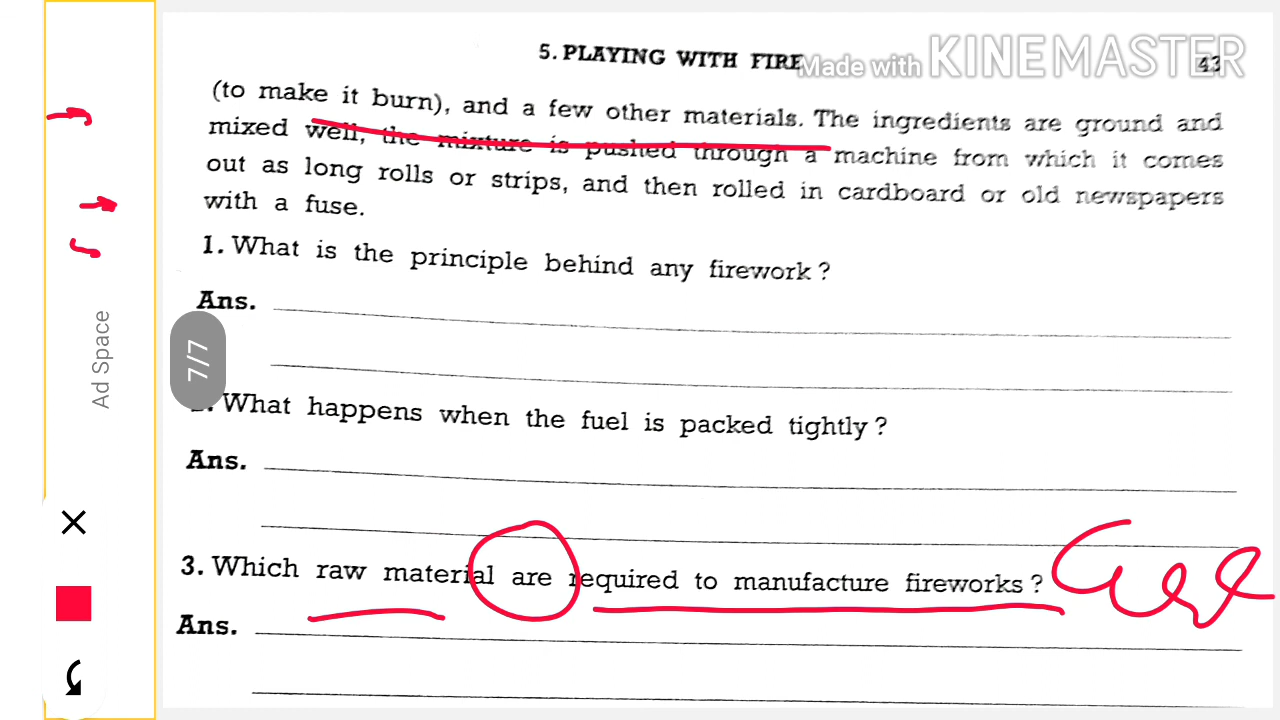 5. PLAYING WITH FIRE
Made with KINEMASTER
43
(to make it burn), and a few other materials. The ingredients are ground and
mixed well, the mixture is pushed through a machine from which it comes
out as long rolls or strips, and then rolled in cardboard or old newspapers
with a fuse.
1. What is the principle behind any firework ?
Ans.
What happens when the fuel is packed tightly ?
Ans.
3. Which raw material are required to manufacture fireworks ?
Ans.
Ad Space
7/7